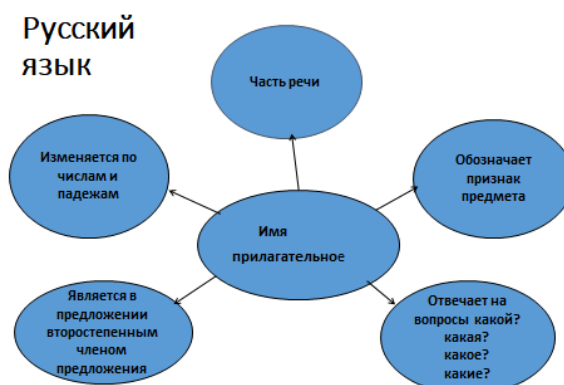 Русский
язык
Часть речи
Изменяется по
числам и
падежам
Обозначает
признак
предмета
Имя
прилагательное
Является в
предложении
второстепенным
членом
предложения
Отвечает на
вопросы какой?
какая?
какое?
какие?